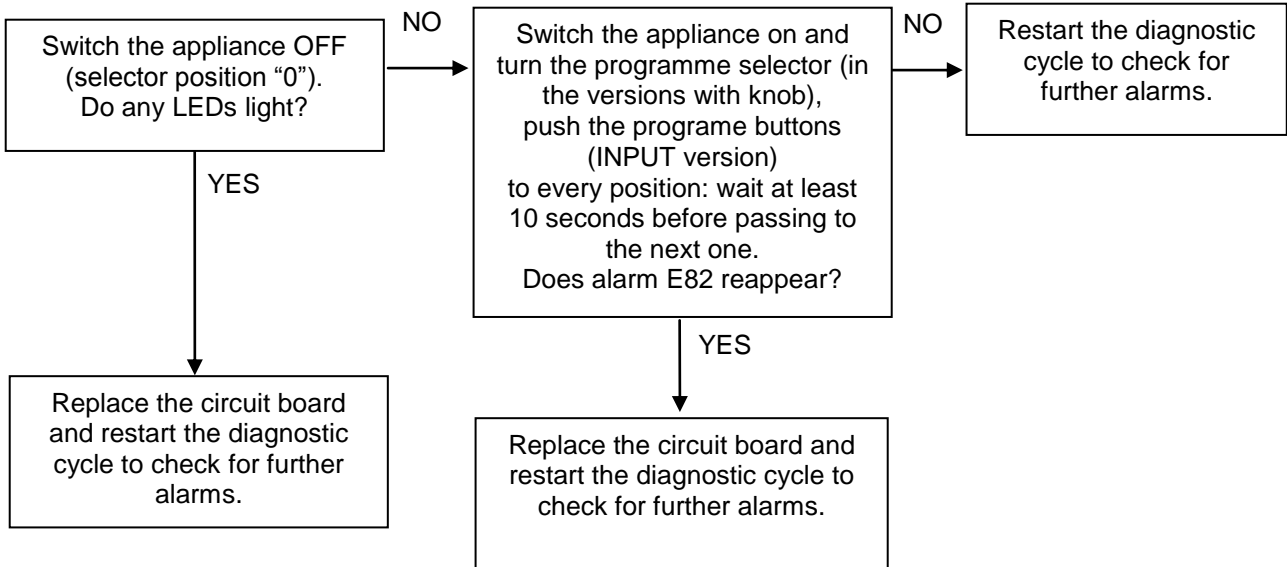 Switch the appliance OFF
(selector position “0”).
Do any LEDs light?
NO
Switch the appliance on and
turn the programme selector (in
the versions with knob),
push the programe buttons
(INPUT version)
to every position: wait at least
10 seconds before passing to
the next one.
Does alarm E82 reappear?
NO
Restart the diagnostic
cycle to check for
further alarms.
YES
YES
Replace the circuit board
and restart the diagnostic
cycle to check for further
alarms.
Replace the circuit board and
restart the diagnostic cycle to
check for further alarms.